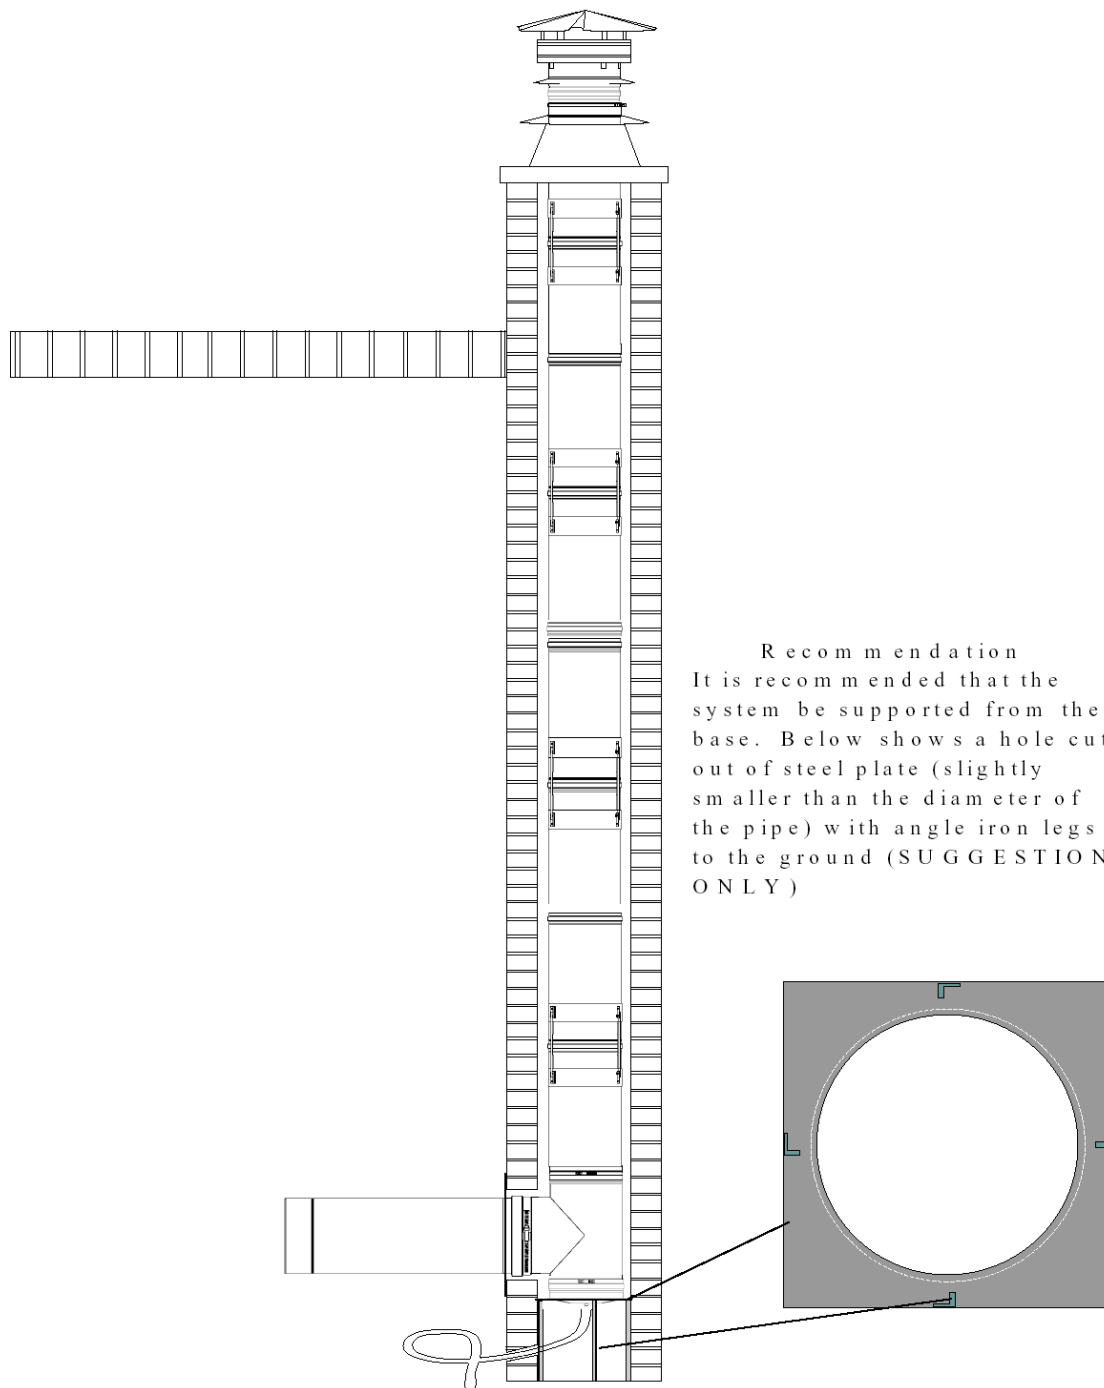 Recommendation
It is recommended that the
system be supported from the
base. Below shows a hole cut
out of steel plate (slightly
smaller than the diameter of
the pipe) with angle iron legs
to the ground (SUGGESTION
ONLY)